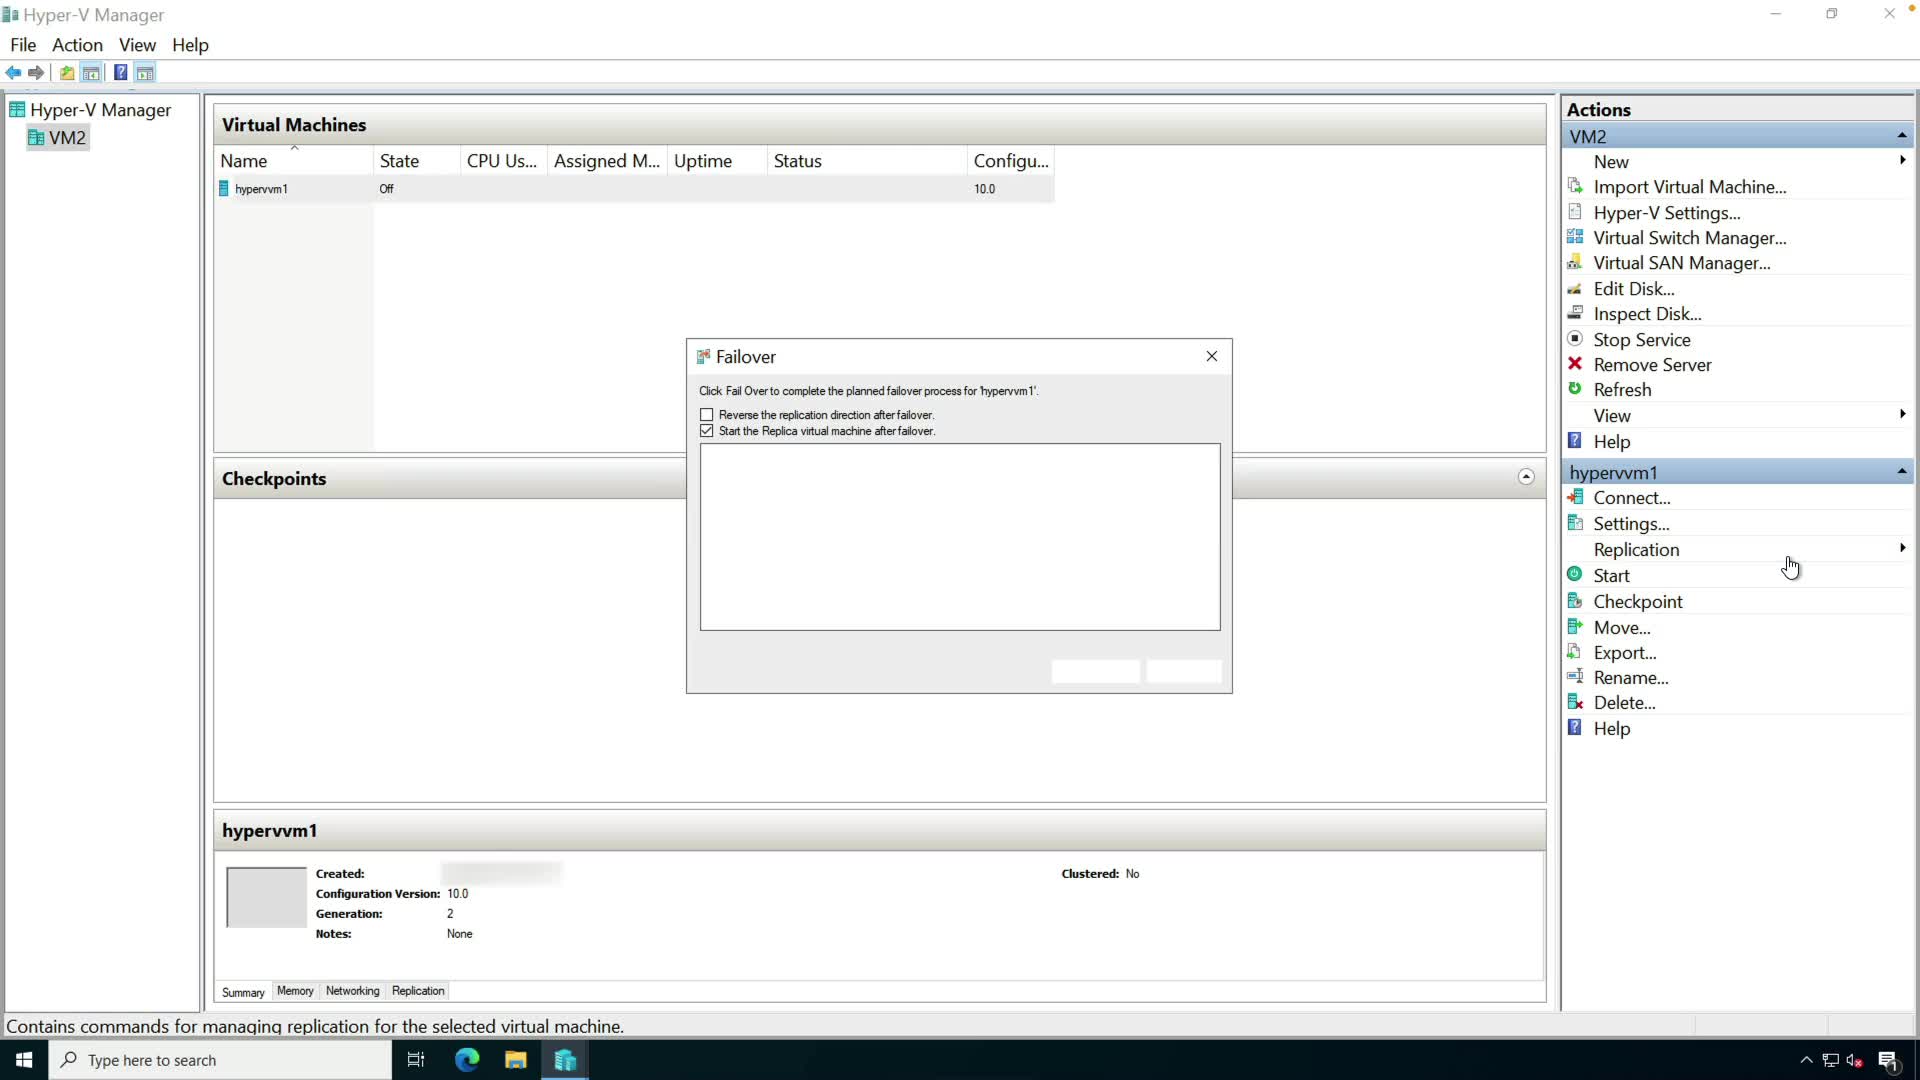 Hyper-V Manager
File Action View Help
Hyper-V Manager
VM2
Virtual Machines
Name State CPU Us... Assigned M... Uptime Status Configu...
hypervvm1 Off 10.0
Failover
Click Fail Over to complete the planned failover process for 'hypervvm1'.
Reverse the replication direction after failover.
Start the Replica virtual machine after failover.
Checkpoints
hypervvm1
Created:
Configuration Version: 10.0
Generation: 2
Notes: None
Clustered: No
Summary Memory Networking Replication
Actions
VM2
New
Import Virtual Machine...
Hyper-V Settings...
Virtual Switch Manager...
Virtual SAN Manager...
Edit Disk...
Inspect Disk...
Stop Service
Remove Server
Refresh
View
Help
hypervvm1
Connect...
Settings...
Replication
Start
Checkpoint
Move...
Export...
Rename...
Delete...
Help
Contains commands for managing replication for the selected virtual machine.
Type here to search
1